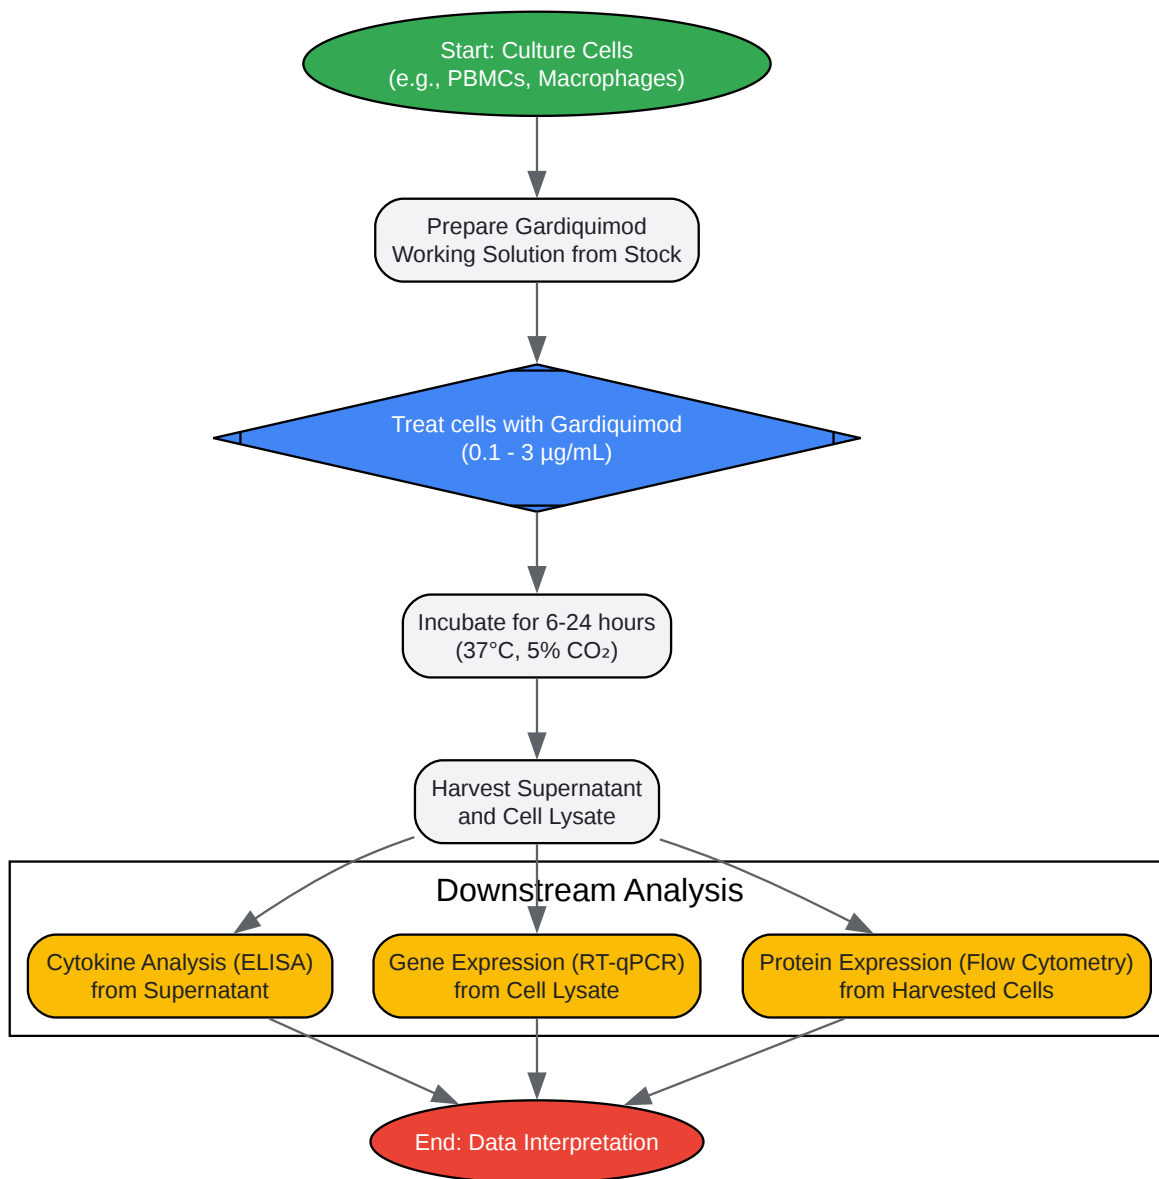 Start: Culture Cells
(e.g., PBMCs, Macrophages)
Prepare Gardiquimod
Working Solution from Stock
Treat cells with Gardiquimod
(0.1 - 3 µg/mL)
Incubate for 6-24 hours
(37°C, 5% CO₂)
Harvest Supernatant
and Cell Lysate
Downstream Analysis
Cytokine Analysis (ELISA)
from Supernatant
Gene Expression (RT-qPCR)
from Cell Lysate
Protein Expression (Flow Cytometry)
from Harvested Cells
End: Data Interpretation